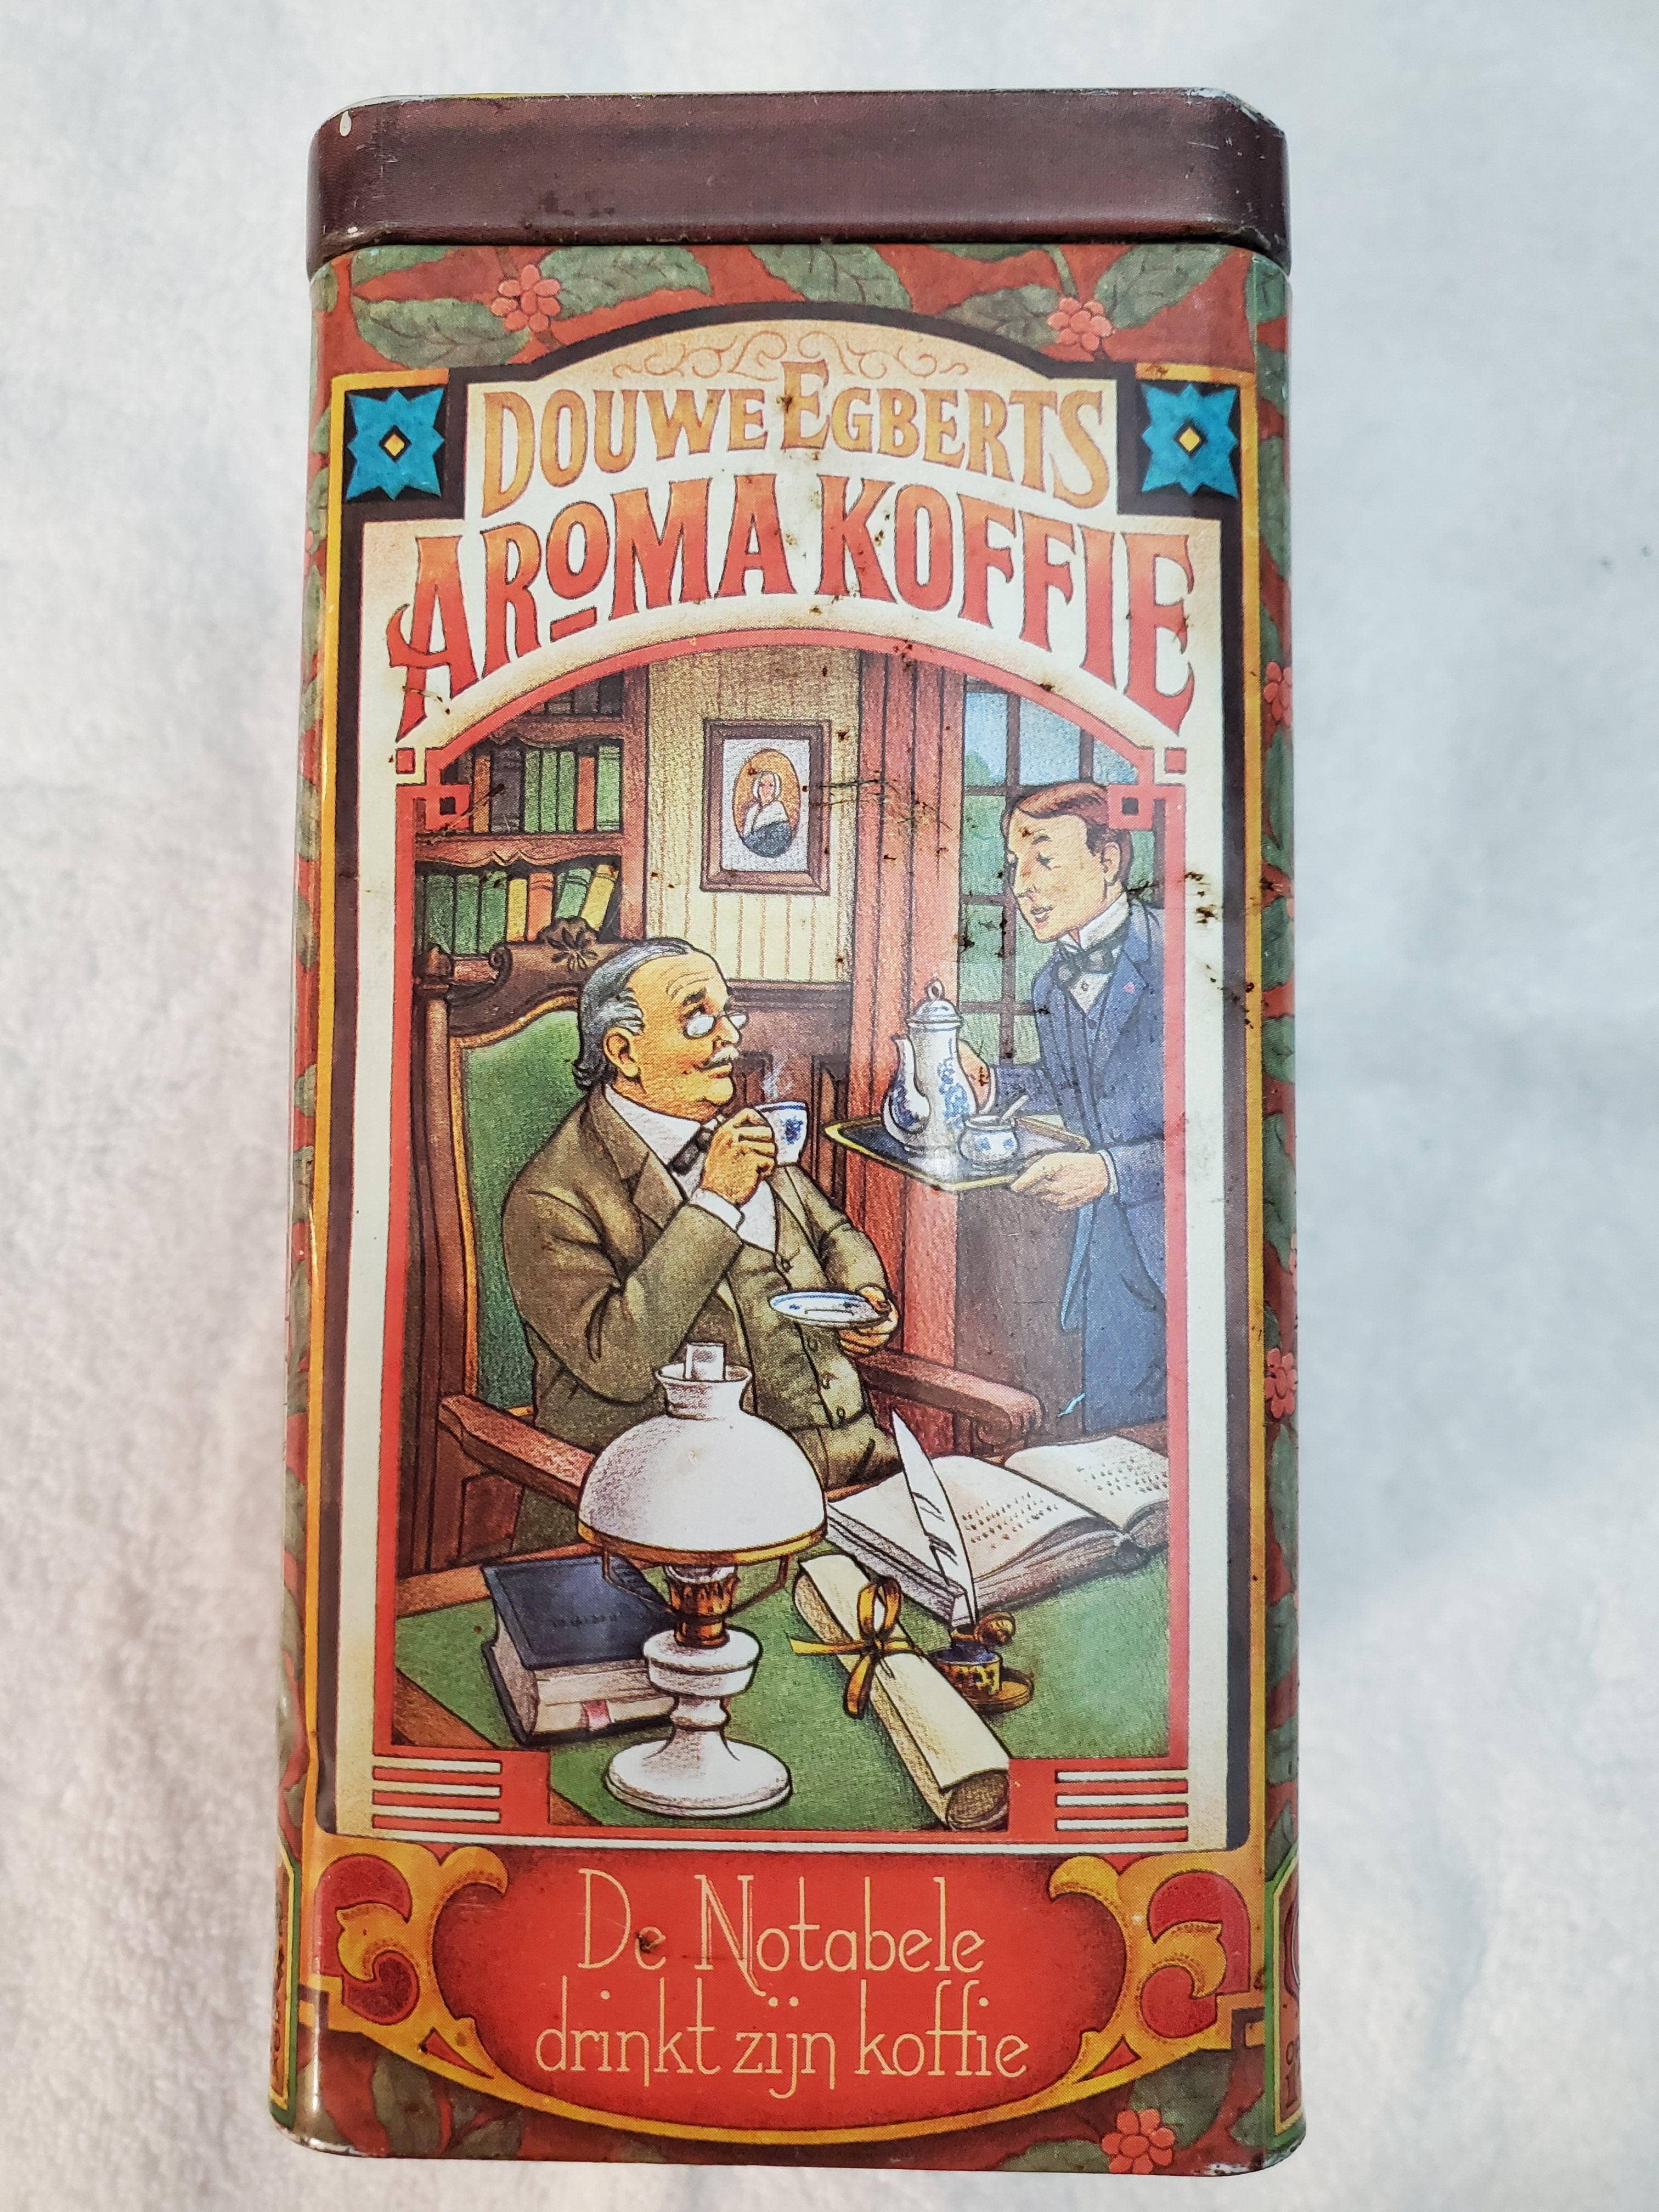 DOUWE EGBERTS
AROMA KOFFIE
De Notabele
drinkt zijn koffie